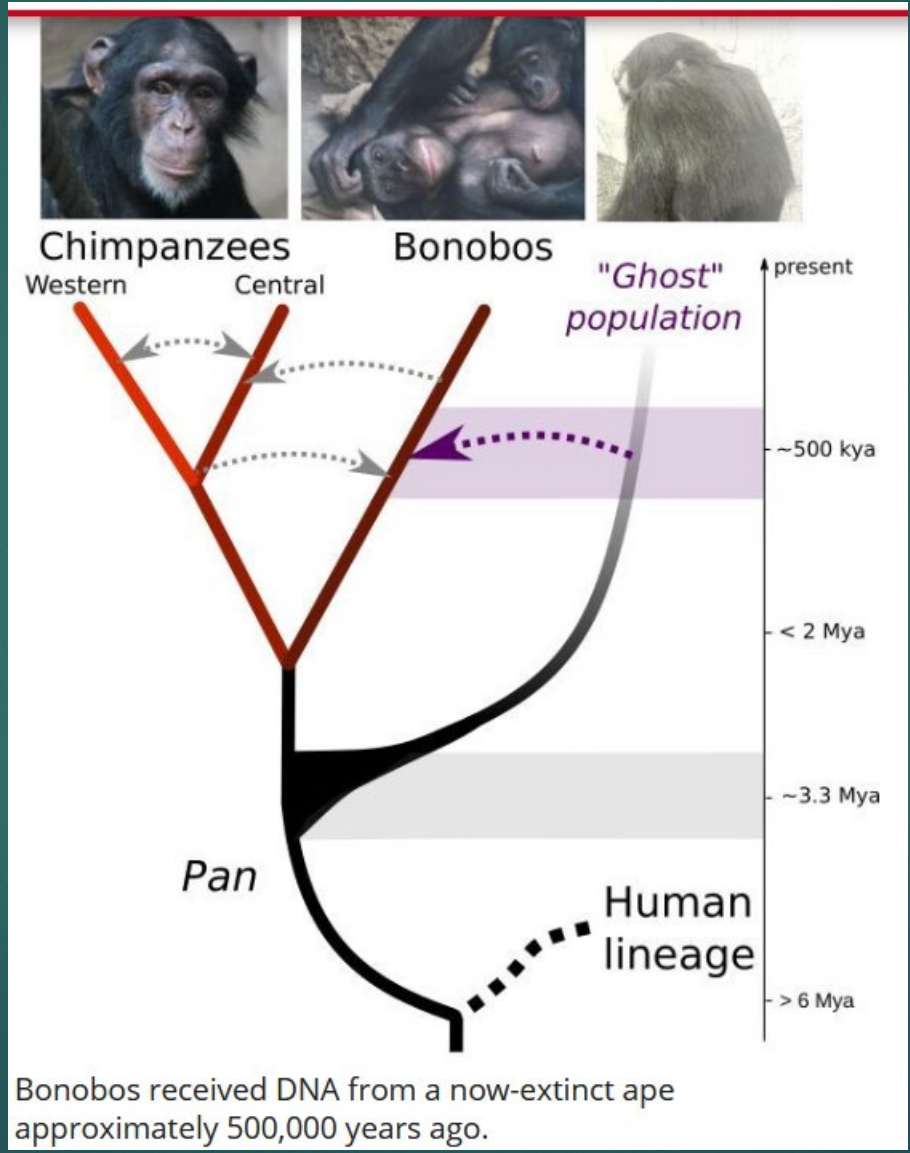 Chimpanzees
Bonobos
Western
Central
"Ghost"
population
present
~500 kya
< 2 Mya
~3.3 Mya
Pan
Human
lineage
> 6 Mya
Bonobos received DNA from a now-extinct ape
approximately 500,000 years ago.